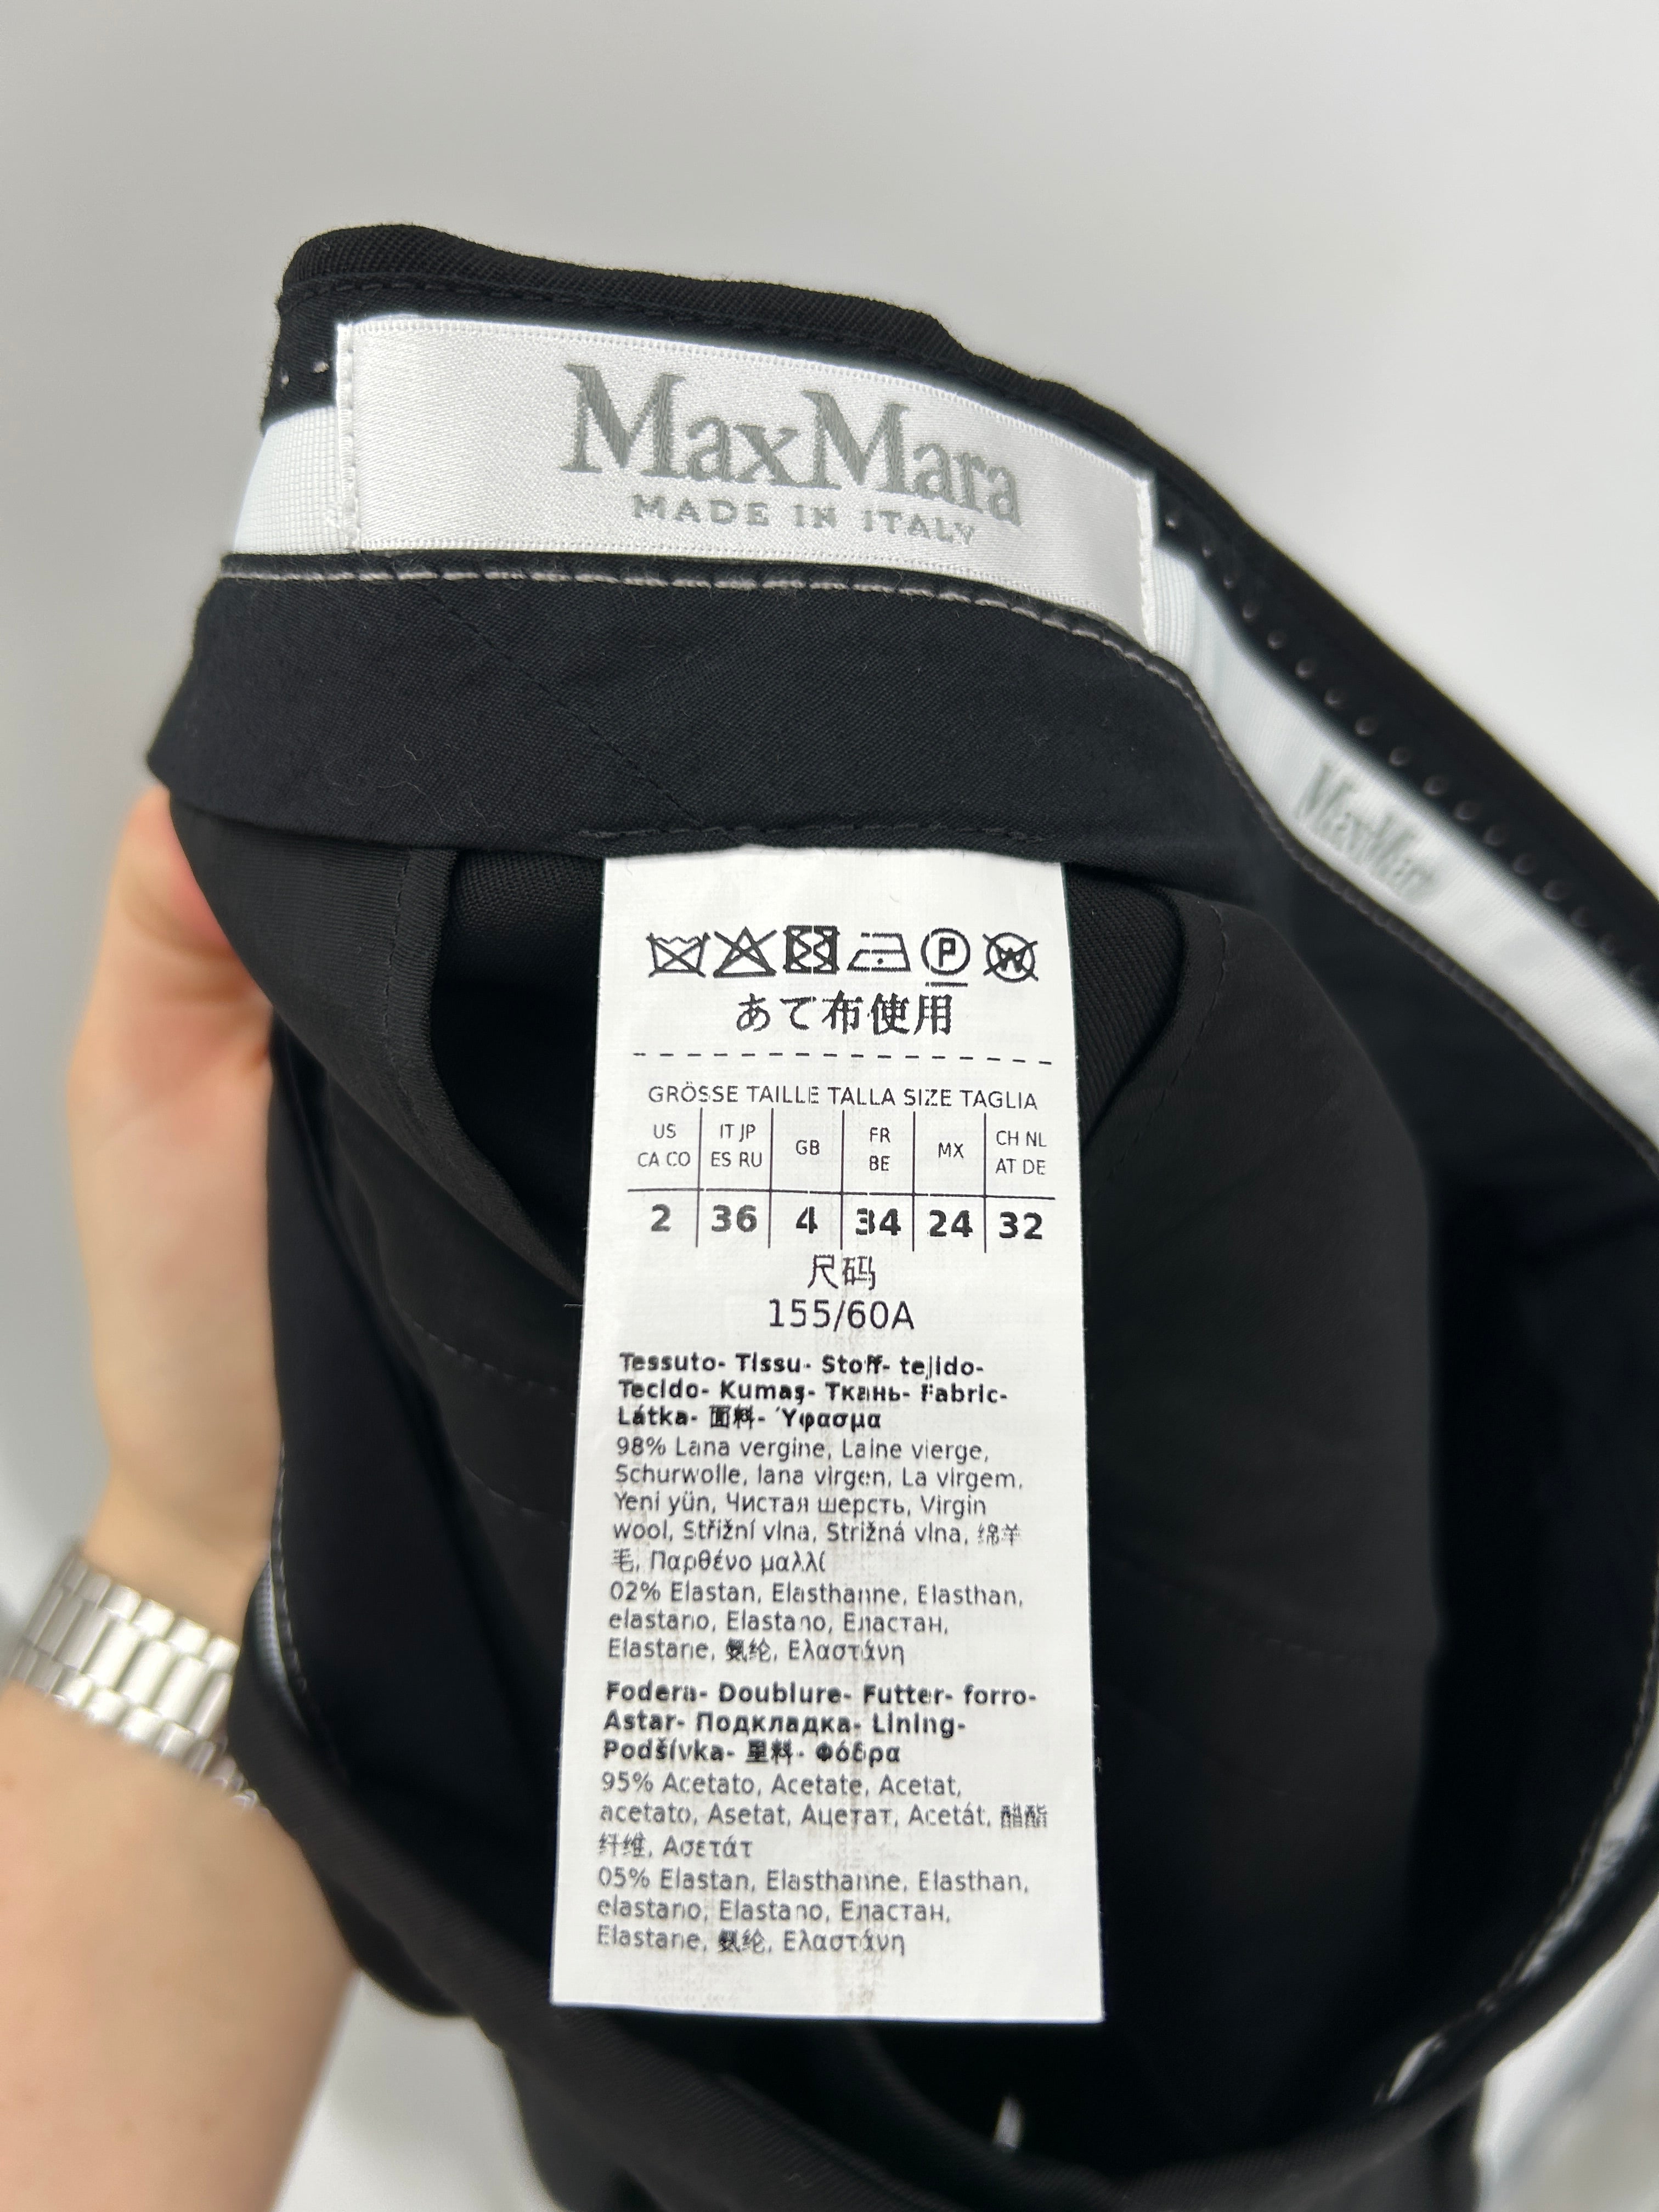 MaxMara
MADE IN ITALY
MaxMara
P W
あて布使用
GRÖSSE TAILLE TALLA SIZE TAGLIA
US CA CO | IT JP ES RU | GB | FR BE | MX | CH NL AT DE
2 | 36 | 4 | 34 | 24 | 32
尺码
155/60A
Tessuto- Tissu- Stoff- tejido-
Tecido- Kumaş- Ткань- Fabric-
Látka- 面料- Ύφασμα
98% Lana vergine, Laine vierge,
Schurwolle, lana virgen, La virgem,
Yeni yün, Чистая шерсть, Virgin
wool, Střižní vlna, Strižná vlna, 绵羊
毛, Παρθένο μαλλί
02% Elastan, Elasthanne, Elasthan,
elastano, Elastano, Еластан,
Elastane, 氨纶, Ελαστάνη
Fodera- Doublure- Futter- forro-
Astar- Подкладка- Lining-
Podšívka- 里料- Φόδρα
95% Acetato, Acetate, Acetat,
acetato, Asetat, Ацетат, Acetát, 醋酯
纤维, Ασετάτ
05% Elastan, Elasthanne, Elasthan,
elastano, Elastano, Еластан,
Elastane, 氨纶, Ελαστάνη